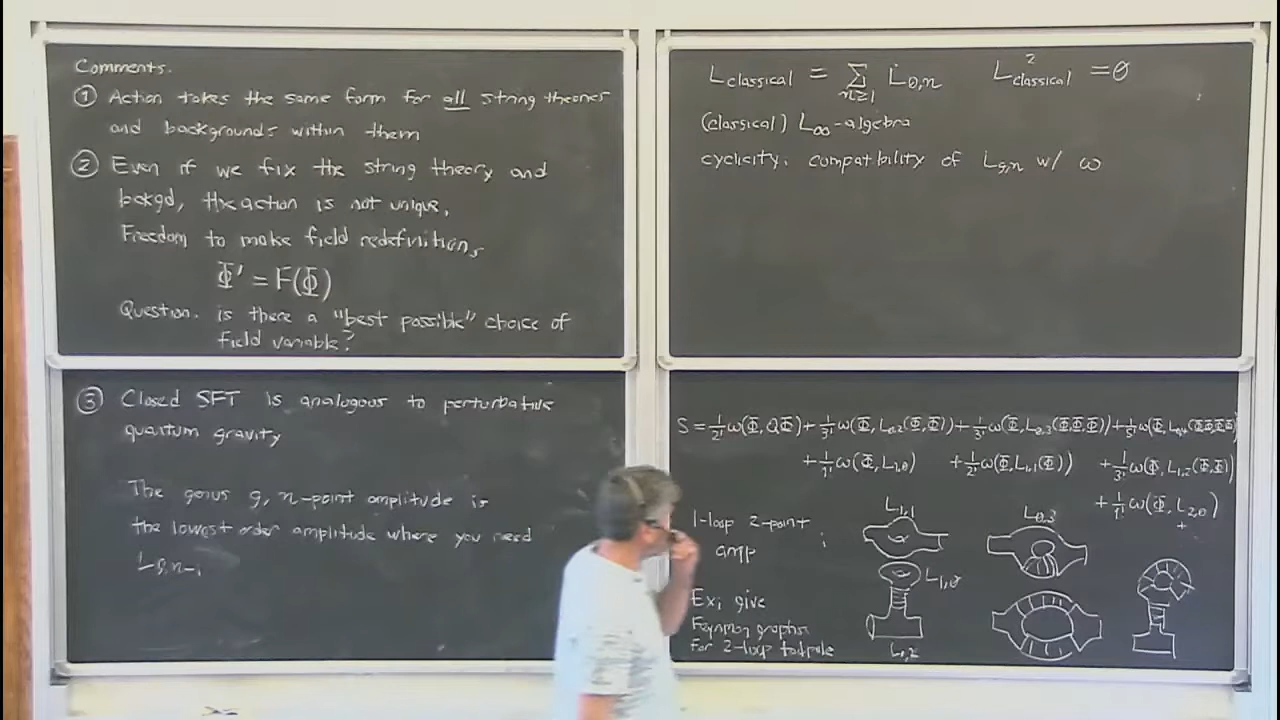 Comments.
① Action takes the same form for all string theories
and backgrounds within them
② Even if we fix the string theory and
bckgd, the action is not unique.
Freedom to make field redefinitions
Φ' = F(Φ)
Question. is there a "best possible" choice of
field variable?
③ Closed SFT is analogous to perturbative
quantum gravity
The genus g, n-point amplitude is
the lowest order amplitude where you need
L_{g,n-1}
L_classical = Σ_{n≥1} L_{0,n} L²_classical = 0
(classical) L∞-algebra
cyclicity, compatibility of L_{g,n} w/ ω
S = 1/2! ω(Φ, QΦ) + 1/3! ω(Φ, L_{0,2}(Φ,Φ)) + 1/3! ω(Φ, L_{0,3}(Φ,Φ,Φ)) + 1/5! ω(Φ, L_{0,4}(Φ,Φ,Φ,Φ))
+ 1/1! ω(Φ, L_{1,0}) + 1/2! ω(Φ, L_{1,1}(Φ)) + 1/3! ω(Φ, L_{1,2}(Φ,Φ))
+ 1/1! ω(Φ, L_{2,0})
+
1-loop 2-point
amp :
L_{1,1}
L_{0,3}
L_{1,0}
L_{0,2}
Ex; give
Feynman graphs
for 2-loop tadpole